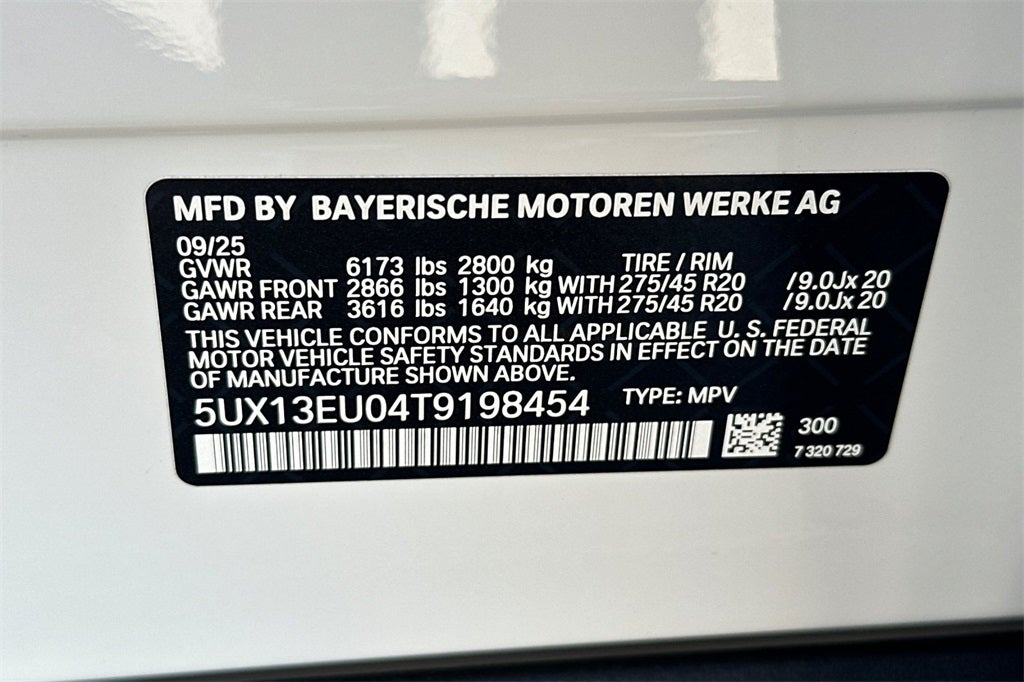 MFD BY BAYERISCHE MOTOREN WERKE AG
09/25
GVWR 6173 lbs 2800 kg TIRE / RIM
GAWR FRONT 2866 lbs 1300 kg WITH 275/45 R20 /9.0Jx 20
GAWR REAR 3616 lbs 1640 kg WITH 275/45 R20 /9.0Jx 20
THIS VEHICLE CONFORMS TO ALL APPLICABLE U. S. FEDERAL
MOTOR VEHICLE SAFETY STANDARDS IN EFFECT ON THE DATE
OF MANUFACTURE SHOWN ABOVE.
5UX13EU04T9198454 TYPE: MPV
300
7 320 729